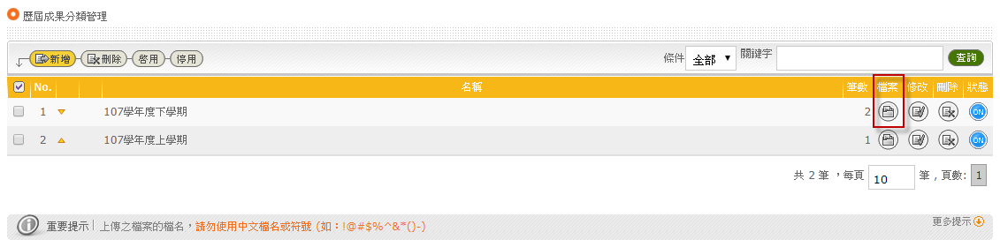 歷屆成果分類管理
新增 刪除 啓用 停用 條件 全部 關鍵字 查詢
No. 名稱 筆數 檔案 修改 刪除 狀態
1 107學年度下學期 2 ON
2 107學年度上學期 1 ON
共 2 筆 ，每頁 10 筆 , 頁數: 1
重要提示 | 上傳之檔案的檔名，請勿使用中文檔名或符號 (如：!@#$%^&*()-) 更多提示